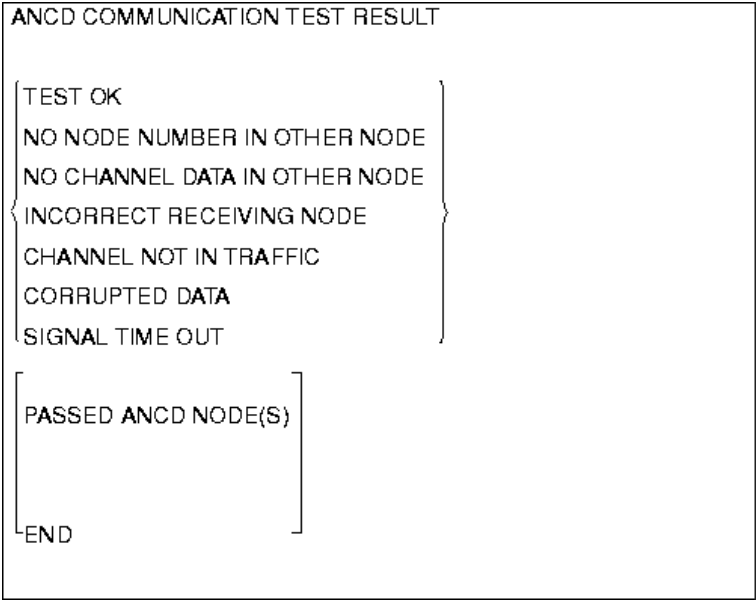 ANCD COMMUNICATION TEST RESULT
TEST OK
NO NODE NUMBER IN OTHER NODE
NO CHANNEL DATA IN OTHER NODE
INCORRECT RECEIVING NODE
CHANNEL NOT IN TRAFFIC
CORRUPTED DATA
SIGNAL TIME OUT
PASSED ANCD NODE(S)
END